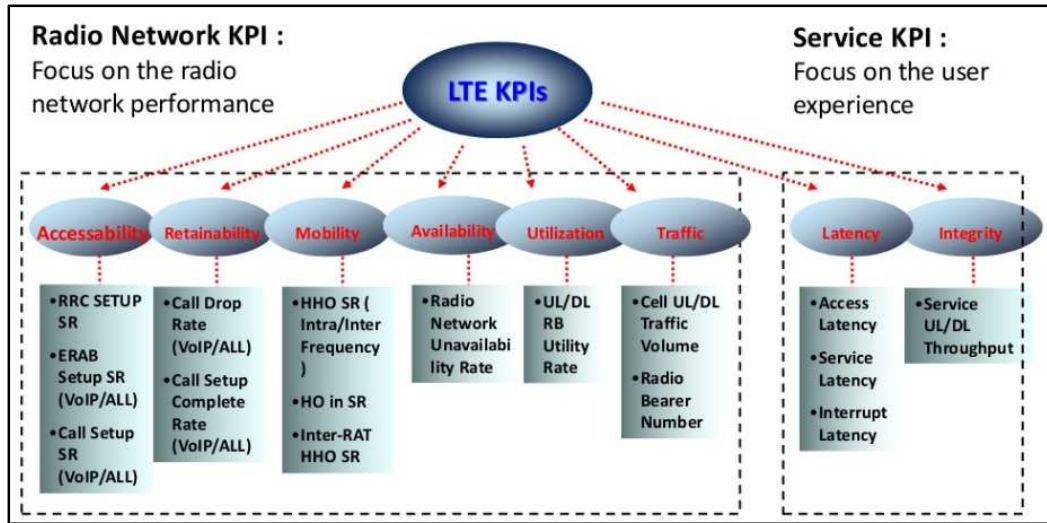 Radio Network KPI :
Focus on the radio
network performance
LTE KPIs
Service KPI :
Focus on the user
experience
Accessability
Retainability
Mobility
Availability
Utilization
Traffic
Latency
Integrity
•RRC SETUP
SR
•ERAB
Setup SR
(VoIP/ALL)
•Call Setup
SR
(VoIP/ALL)
•Call Drop
Rate
(VoIP/ALL)
•Call Setup
Complete
Rate
(VoIP/ALL)
•HHO SR (
Intra/Inter
Frequency
)
•HO in SR
•Inter-RAT
HHO SR
•Radio
Network
Unavailabi
lity Rate
•UL/DL
RB
Utility
Rate
•Cell UL/DL
Traffic
Volume
•Radio
Bearer
Number
•Access
Latency
•Service
Latency
•Interrupt
Latency
•Service
UL/DL
Throughput